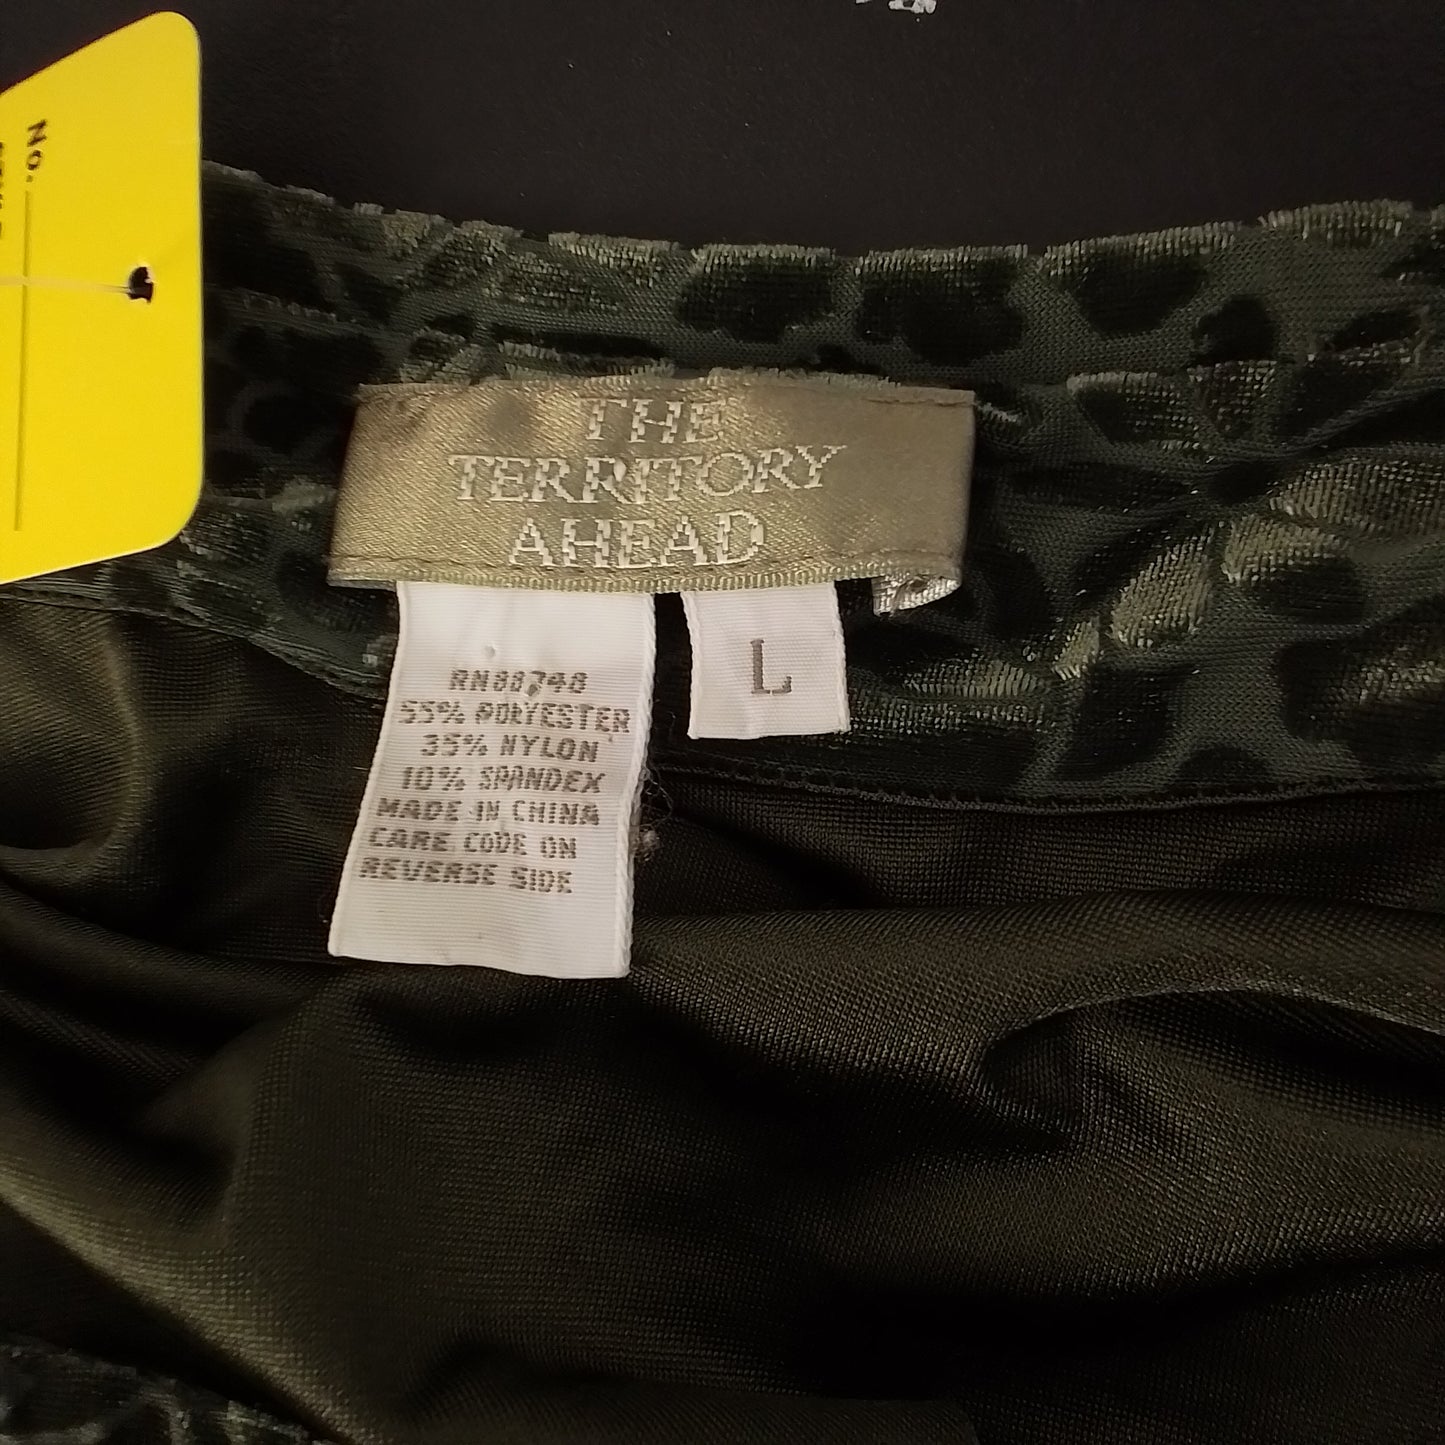 No.
THE
TERRITORY
AHEAD
L
RN88748
55% POLYESTER
35% NYLON
10% SPANDEX
MADE IN CHINA
CARE CODE ON
REVERSE SIDE